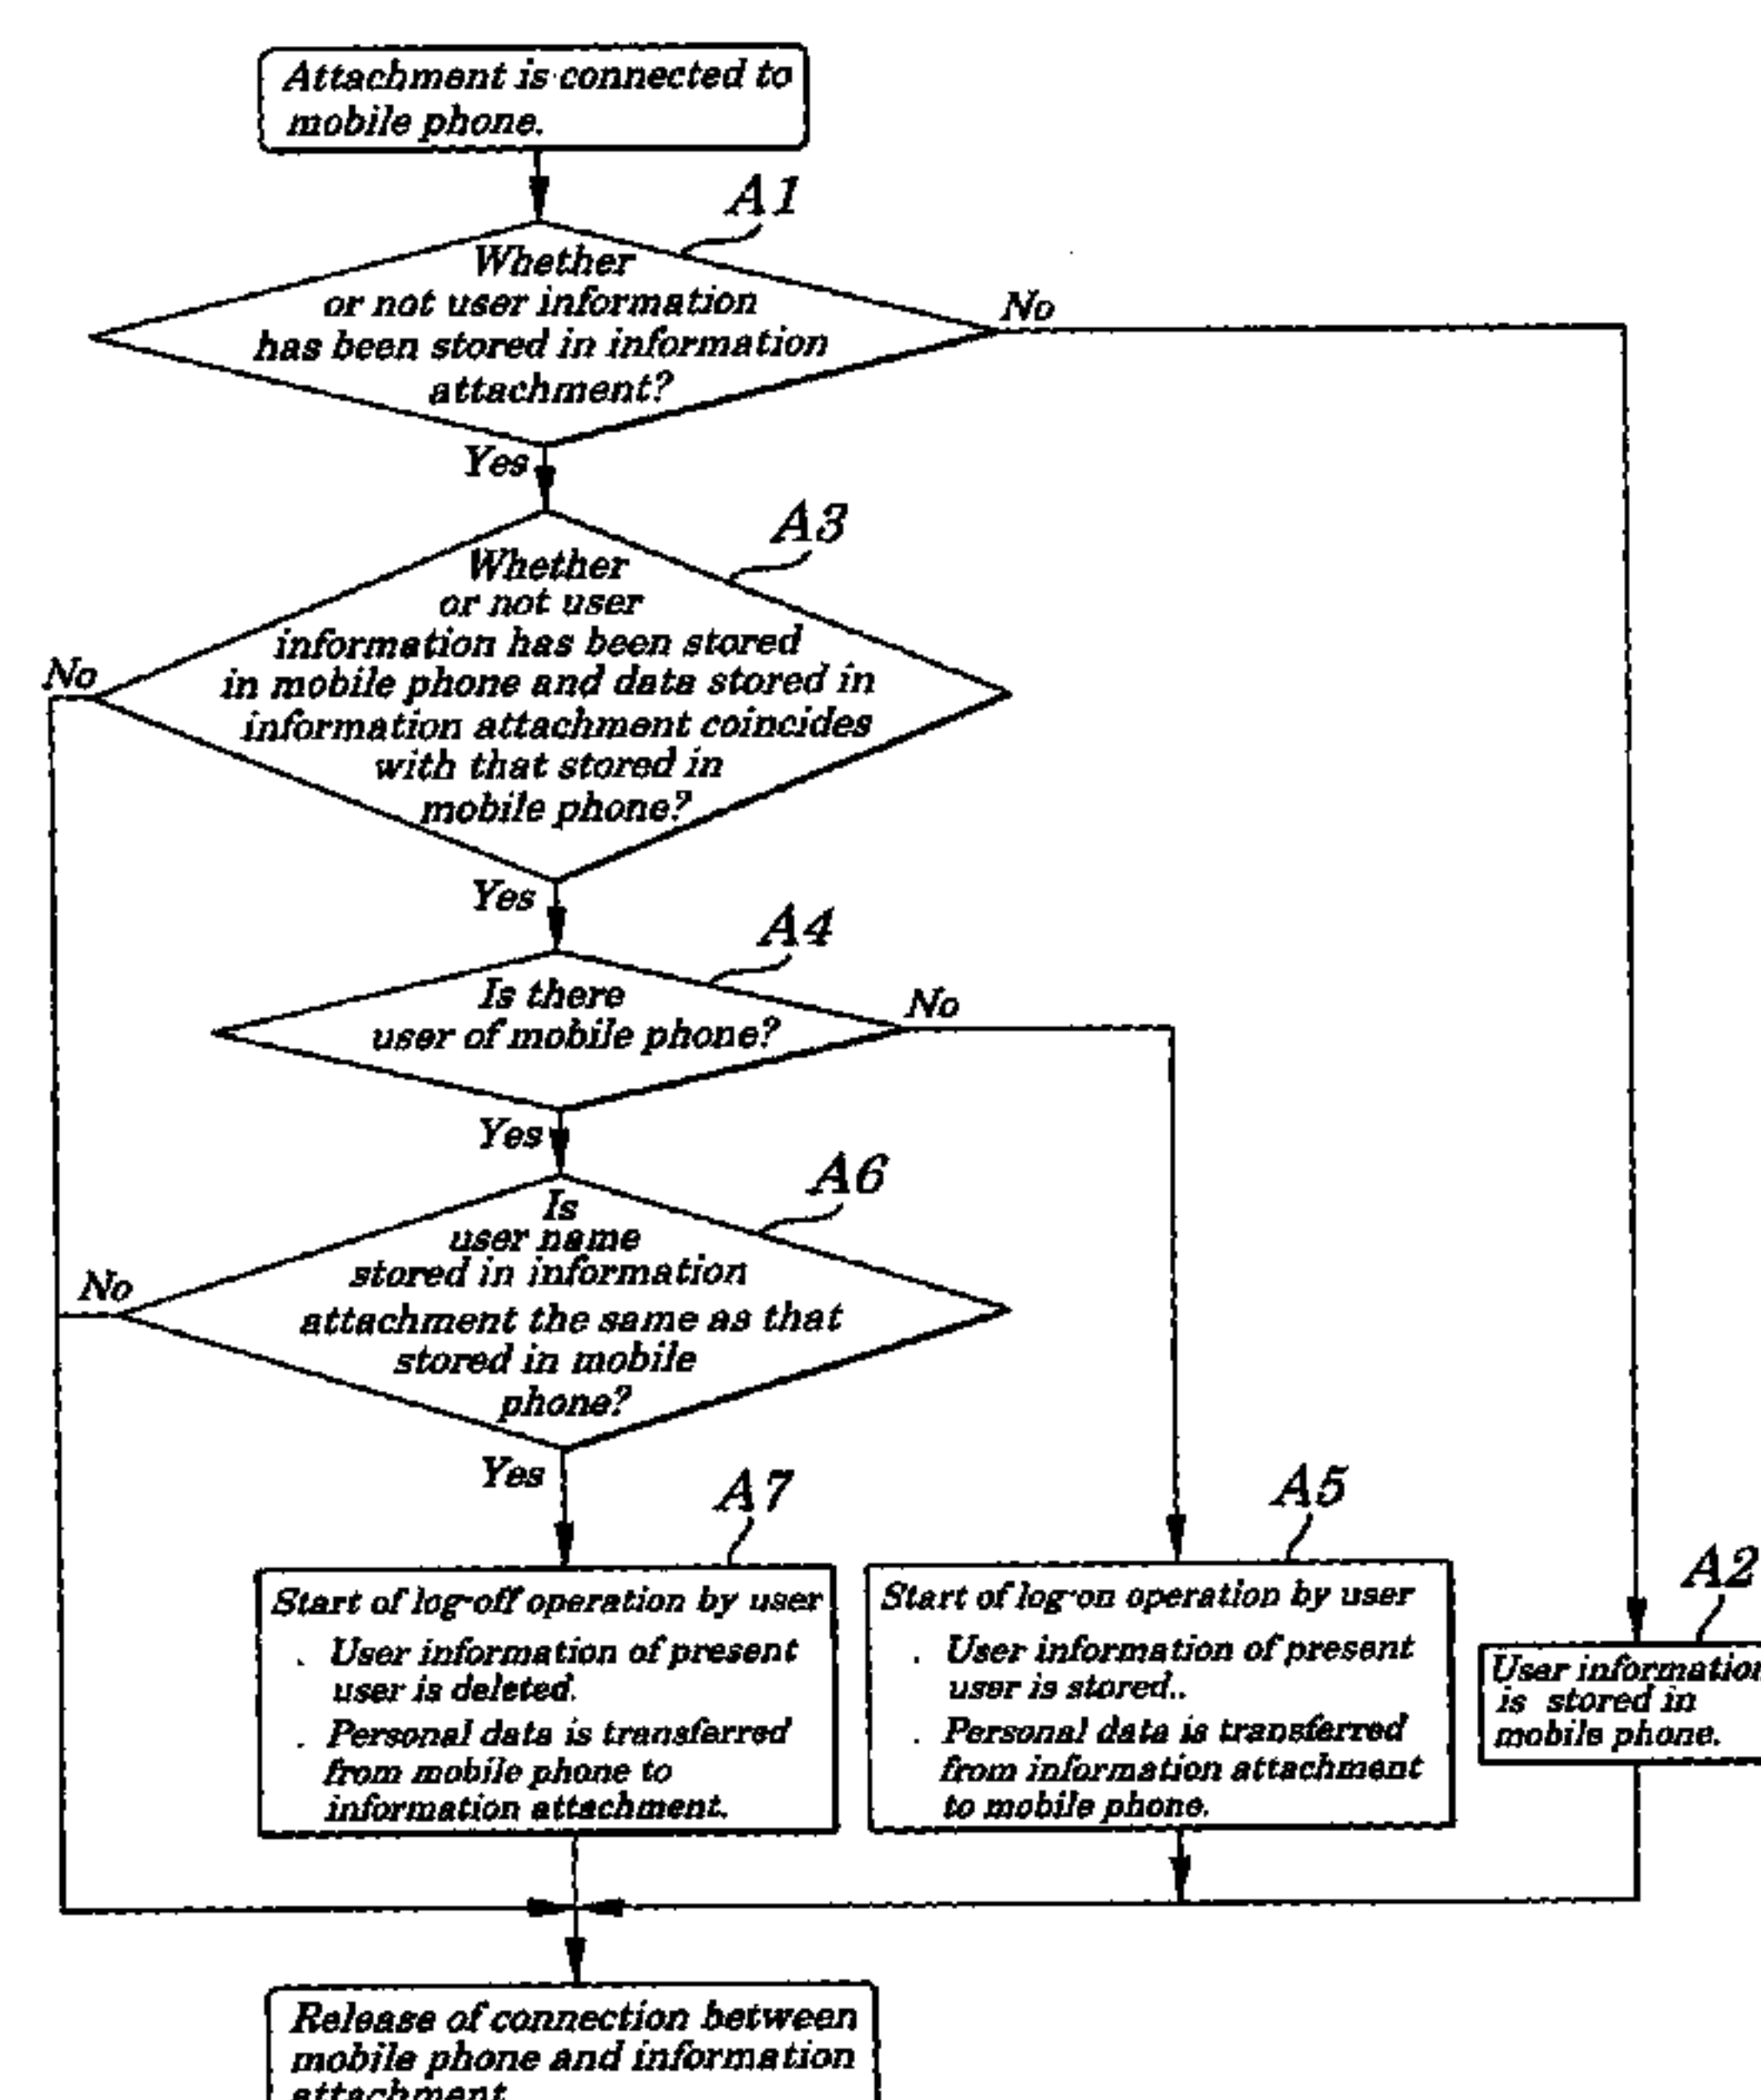 Attachment is connected to
mobile phone.
A1
Whether
or not user information
has been stored in information
attachment?
No
Yes
A3
Whether
or not user
information has been stored
in mobile phone and data stored in
information attachment coincides
with that stored in
mobile phone?
No
Yes
A4
Is there
user of mobile phone?
No
Yes
A6
Is
user name
stored in information
attachment the same as that
stored in mobile
phone?
No
Yes
A7
Start of log-off operation by user
. User information of present
user is deleted.
. Personal data is transferred
from mobile phone to
information attachment.
A5
Start of log-on operation by user
. User information of present
user is stored..
. Personal data is transferred
from information attachment
to mobile phone.
A2
User information
is stored in
mobile phone.
Release of connection between
mobile phone and information
attachment